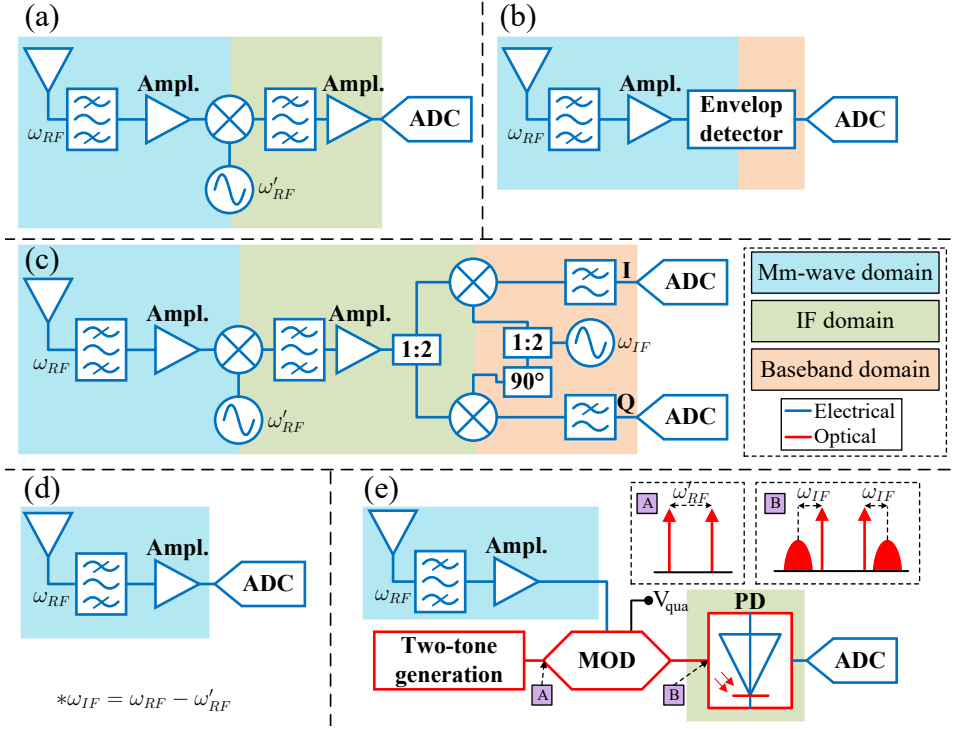 (a)
Ampl.
Ampl.
ω_RF
ADC
ω′_RF
(b)
Ampl.
ω_RF
Envelop
detector
ADC
(c)
Ampl.
Ampl.
ω_RF
ω′_RF
1:2
I
ADC
1:2
ω_IF
90°
Q
ADC
Mm-wave domain
IF domain
Baseband domain
Electrical
Optical
(d)
Ampl.
ω_RF
ADC
*ω_IF = ω_RF − ω′_RF
(e)
Ampl.
ω_RF
A
ω′_RF
B
ω_IF
ω_IF
V_qua
PD
Two-tone
generation
MOD
ADC
A
B